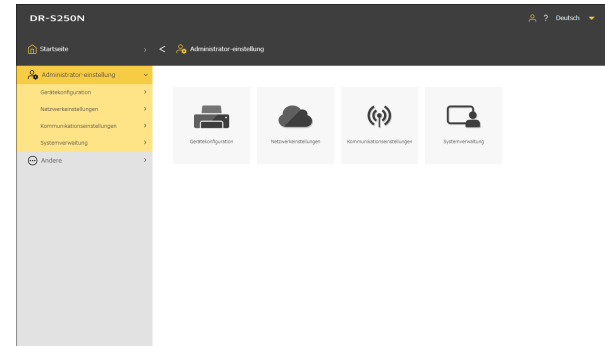 DR-S250N
? Deutsch
Startseite
Administrator-einstellung
Administrator-einstellung
Gerätekonfiguration
Netzwerkeinstellungen
Kommunikationseinstellungen
Systemverwaltung
Andere
Gerätekonfiguration
Netzwerkeinstellungen
Kommunikationseinstellungen
Systemverwaltung